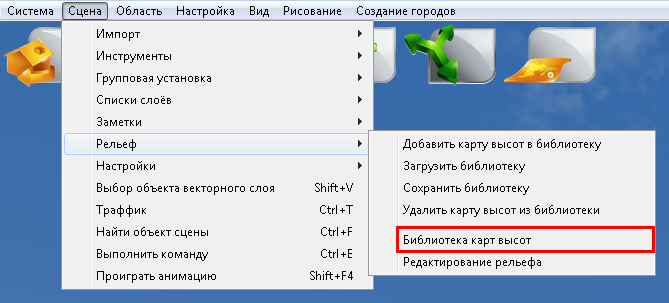 Система Сцена Область Настройка Вид Рисование Создание городов
Импорт
Инструменты
Групповая установка
Списки слоёв
Заметки
Рельеф
Настройки
Выбор объекта векторного слоя Shift+V
Траффик Ctrl+T
Найти объект сцены Ctrl+F
Выполнить команду Ctrl+E
Проиграть анимацию Shift+F4
Добавить карту высот в библиотеку
Загрузить библиотеку
Сохранить библиотеку
Удалить карту высот из библиотеки
Библиотека карт высот
Редактирование рельефа